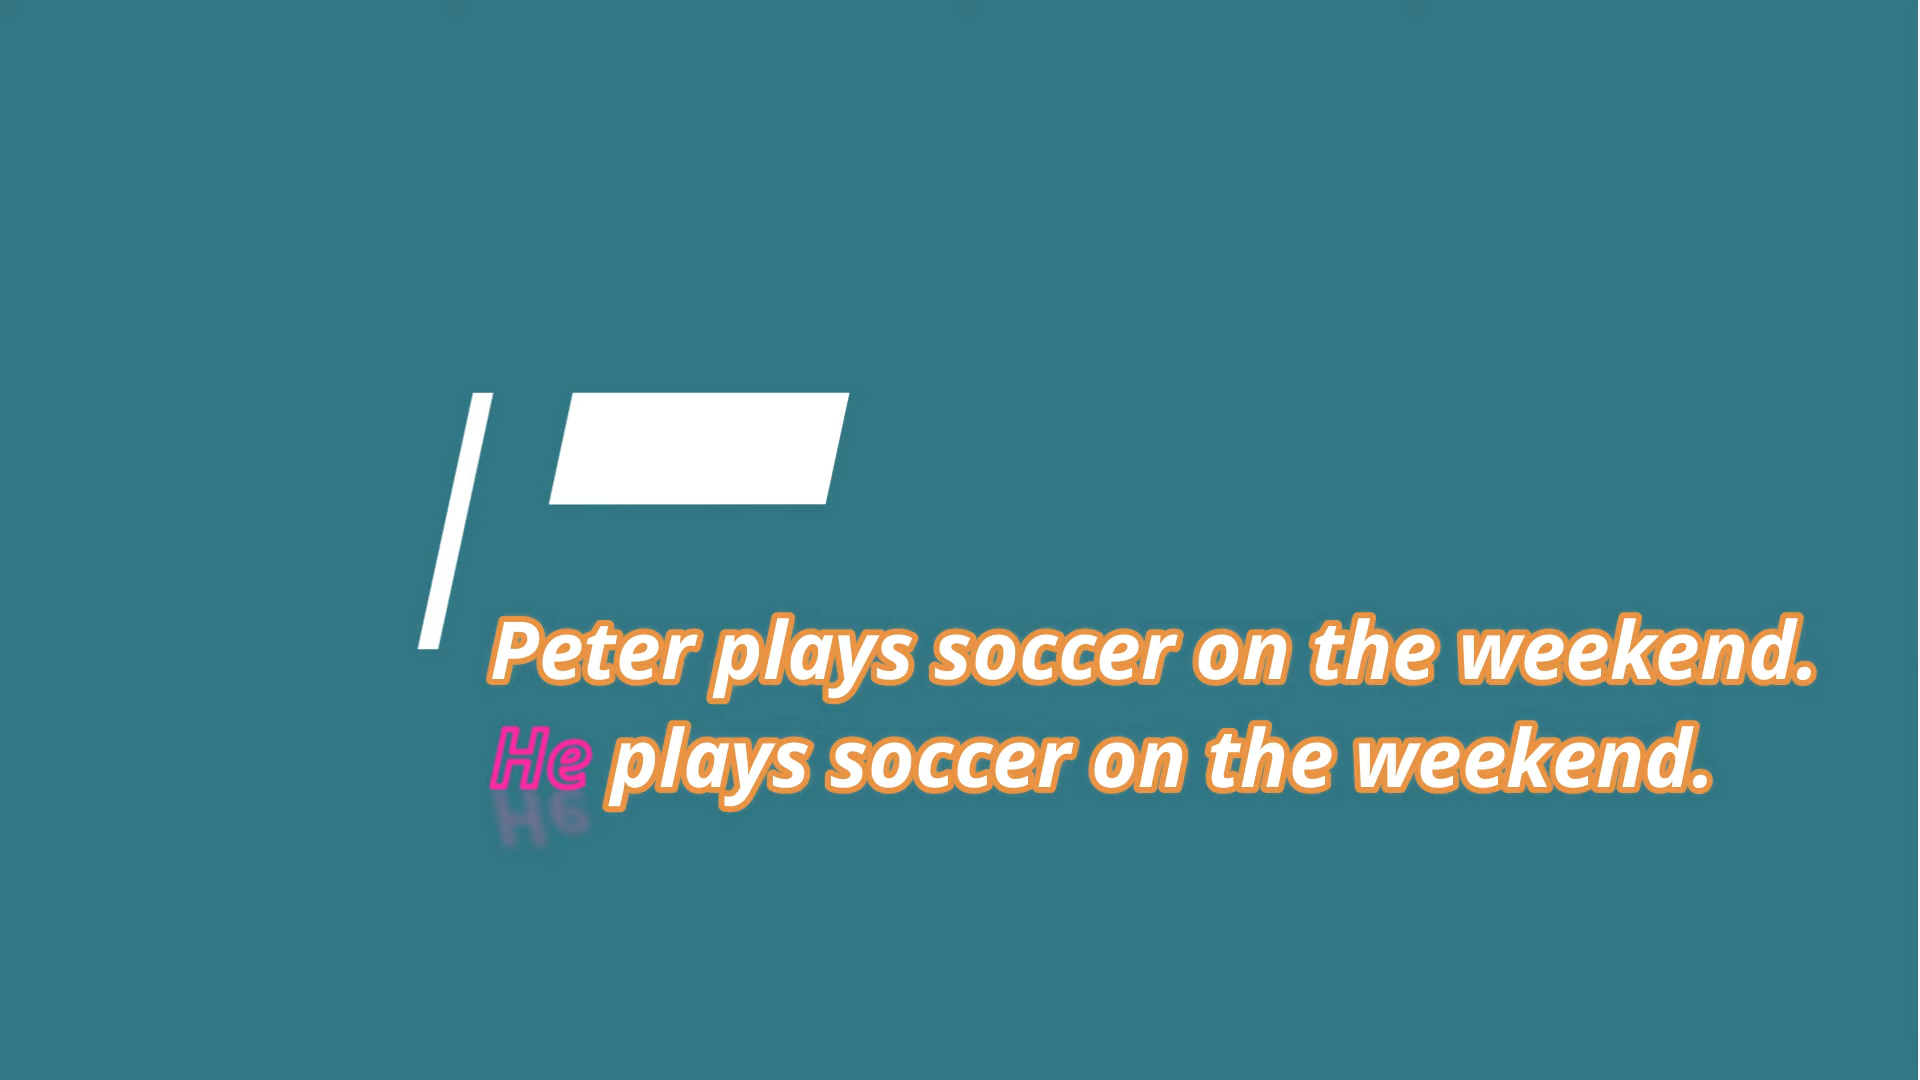 Peter plays soccer on the weekend.
He plays soccer on the weekend.